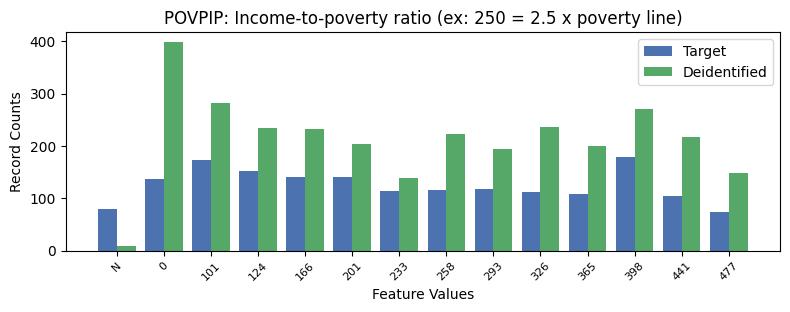 POVPIP: Income-to-poverty ratio (ex: 250 = 2.5 x poverty line)
Target
Deidentified
Record Counts
400
300
200
100
0
N 0 101 124 166 201 233 258 293 326 365 398 441 477
Feature Values